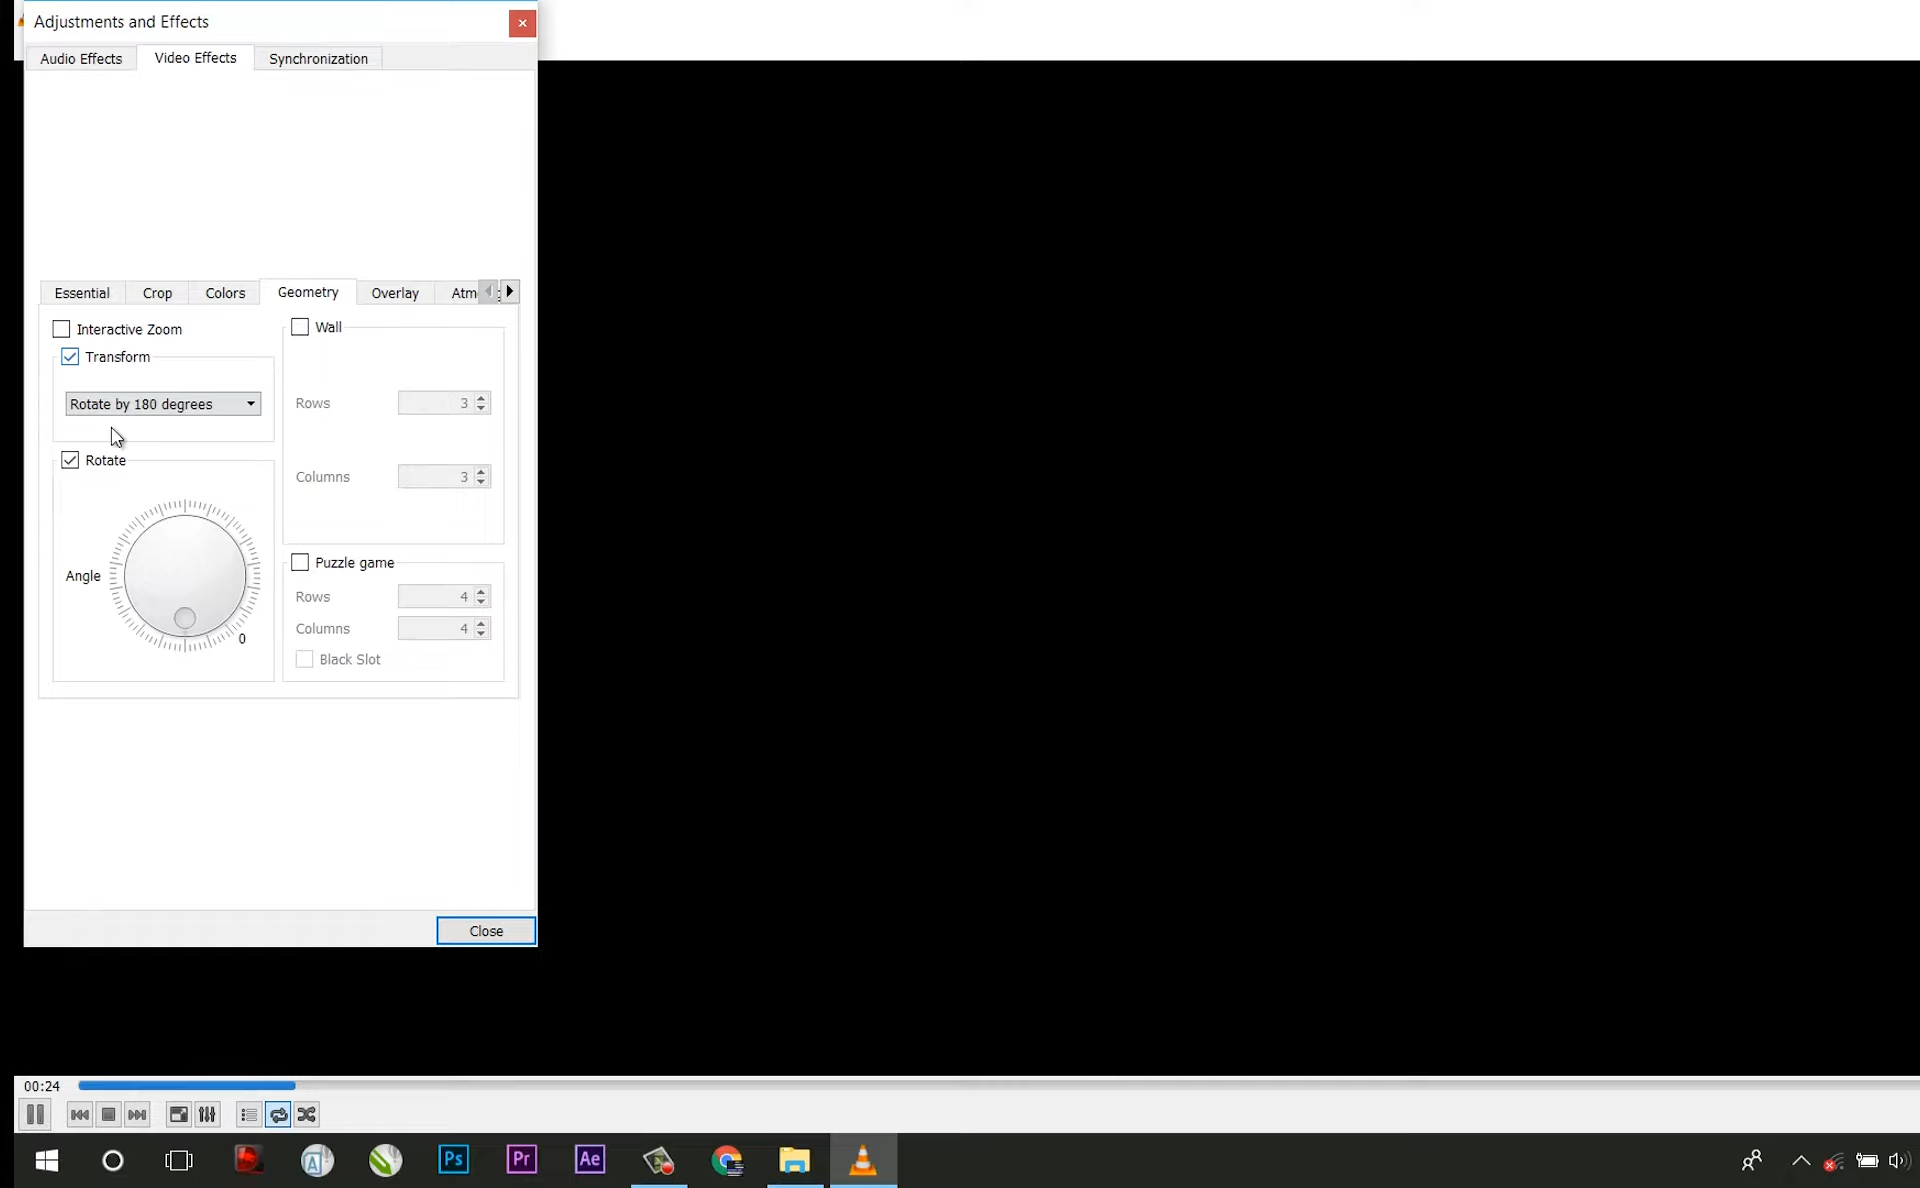 Adjustments and Effects
Audio Effects Video Effects Synchronization
Essential Crop Colors Geometry Overlay
Interactive Zoom
Transform
Rotate by 180 degrees
Rotate
Angle
0
Wall
Rows 3
Columns 3
Puzzle game
Rows 4
Columns 4
Black Slot
Close
00:24
Ps Pr Ae